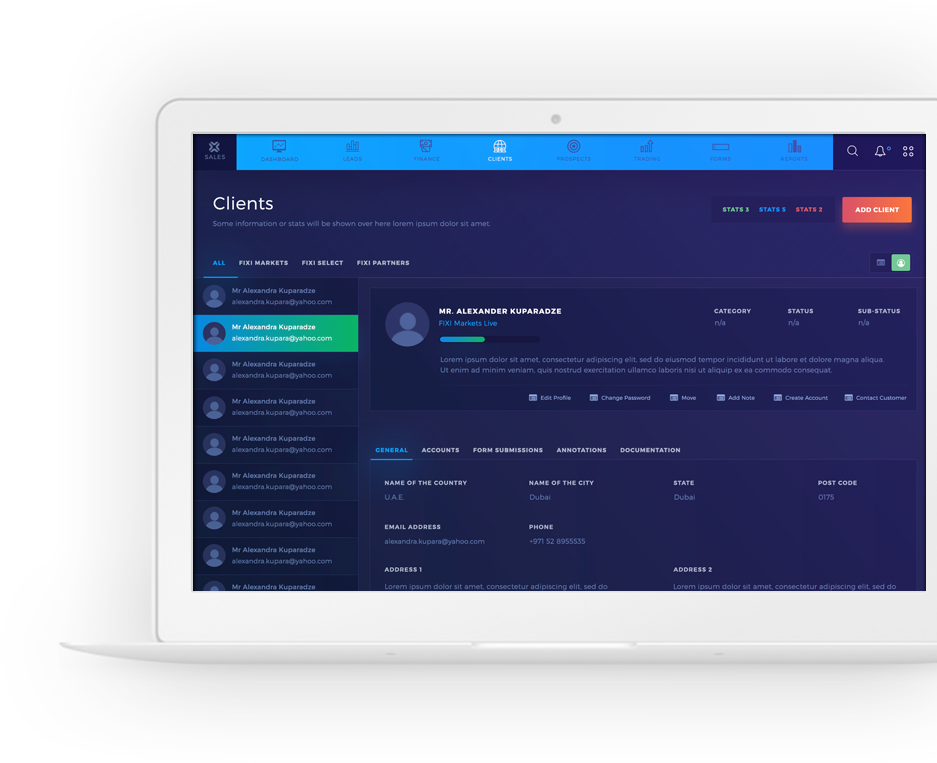 SALES
DASHBOARD
LEADS
FINANCE
CLIENTS
PROSPECTS
TRADING
FORMS
REPORTS
Clients
Some information or stats will be shown over here lorem ipsum dolor sit amet.
STATS 3 STATS 5 STATS 2
ADD CLIENT
ALL FIXI MARKETS FIXI SELECT FIXI PARTNERS
Mr Alexandra Kuparadze
alexandra.kupara@yahoo.com
Mr Alexandra Kuparadze
alexandra.kupara@yahoo.com
Mr Alexandra Kuparadze
alexandra.kupara@yahoo.com
Mr Alexandra Kuparadze
alexandra.kupara@yahoo.com
Mr Alexandra Kuparadze
alexandra.kupara@yahoo.com
Mr Alexandra Kuparadze
alexandra.kupara@yahoo.com
Mr Alexandra Kuparadze
alexandra.kupara@yahoo.com
Mr Alexandra Kuparadze
alexandra.kupara@yahoo.com
Mr Alexandra Kuparadze
MR. ALEXANDER KUPARADZE
FIXI Markets Live
CATEGORY STATUS SUB-STATUS
n/a n/a n/a
Lorem ipsum dolor sit amet, consectetur adipiscing elit, sed do eiusmod tempor incididunt ut labore et dolore magna aliqua.
Ut enim ad minim veniam, quis nostrud exercitation ullamco laboris nisi ut aliquip ex ea commodo consequat.
Edit Profile Change Password Move Add Note Create Account Contact Customer
GENERAL ACCOUNTS FORM SUBMISSIONS ANNOTATIONS DOCUMENTATION
NAME OF THE COUNTRY NAME OF THE CITY STATE POST CODE
U.A.E. Dubai Dubai 0175
EMAIL ADDRESS PHONE
alexandra.kupara@yahoo.com +971 52 8955535
ADDRESS 1 ADDRESS 2
Lorem ipsum dolor sit amet, consectetur adipiscing elit, sed do Lorem ipsum dolor sit amet, consectetur adipiscing elit, sed do